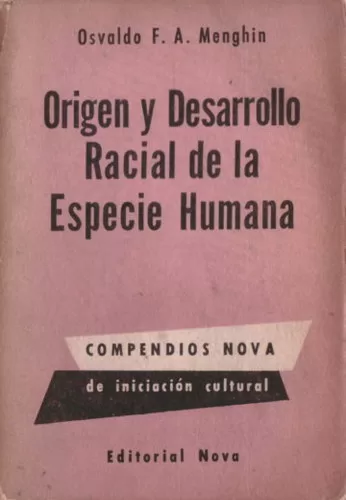 Osvaldo F. A. Menghin
Origen y Desarrollo
Racial de la
Especie Humana
COMPENDIOS NOVA
de iniciación cultural
Editorial Nova